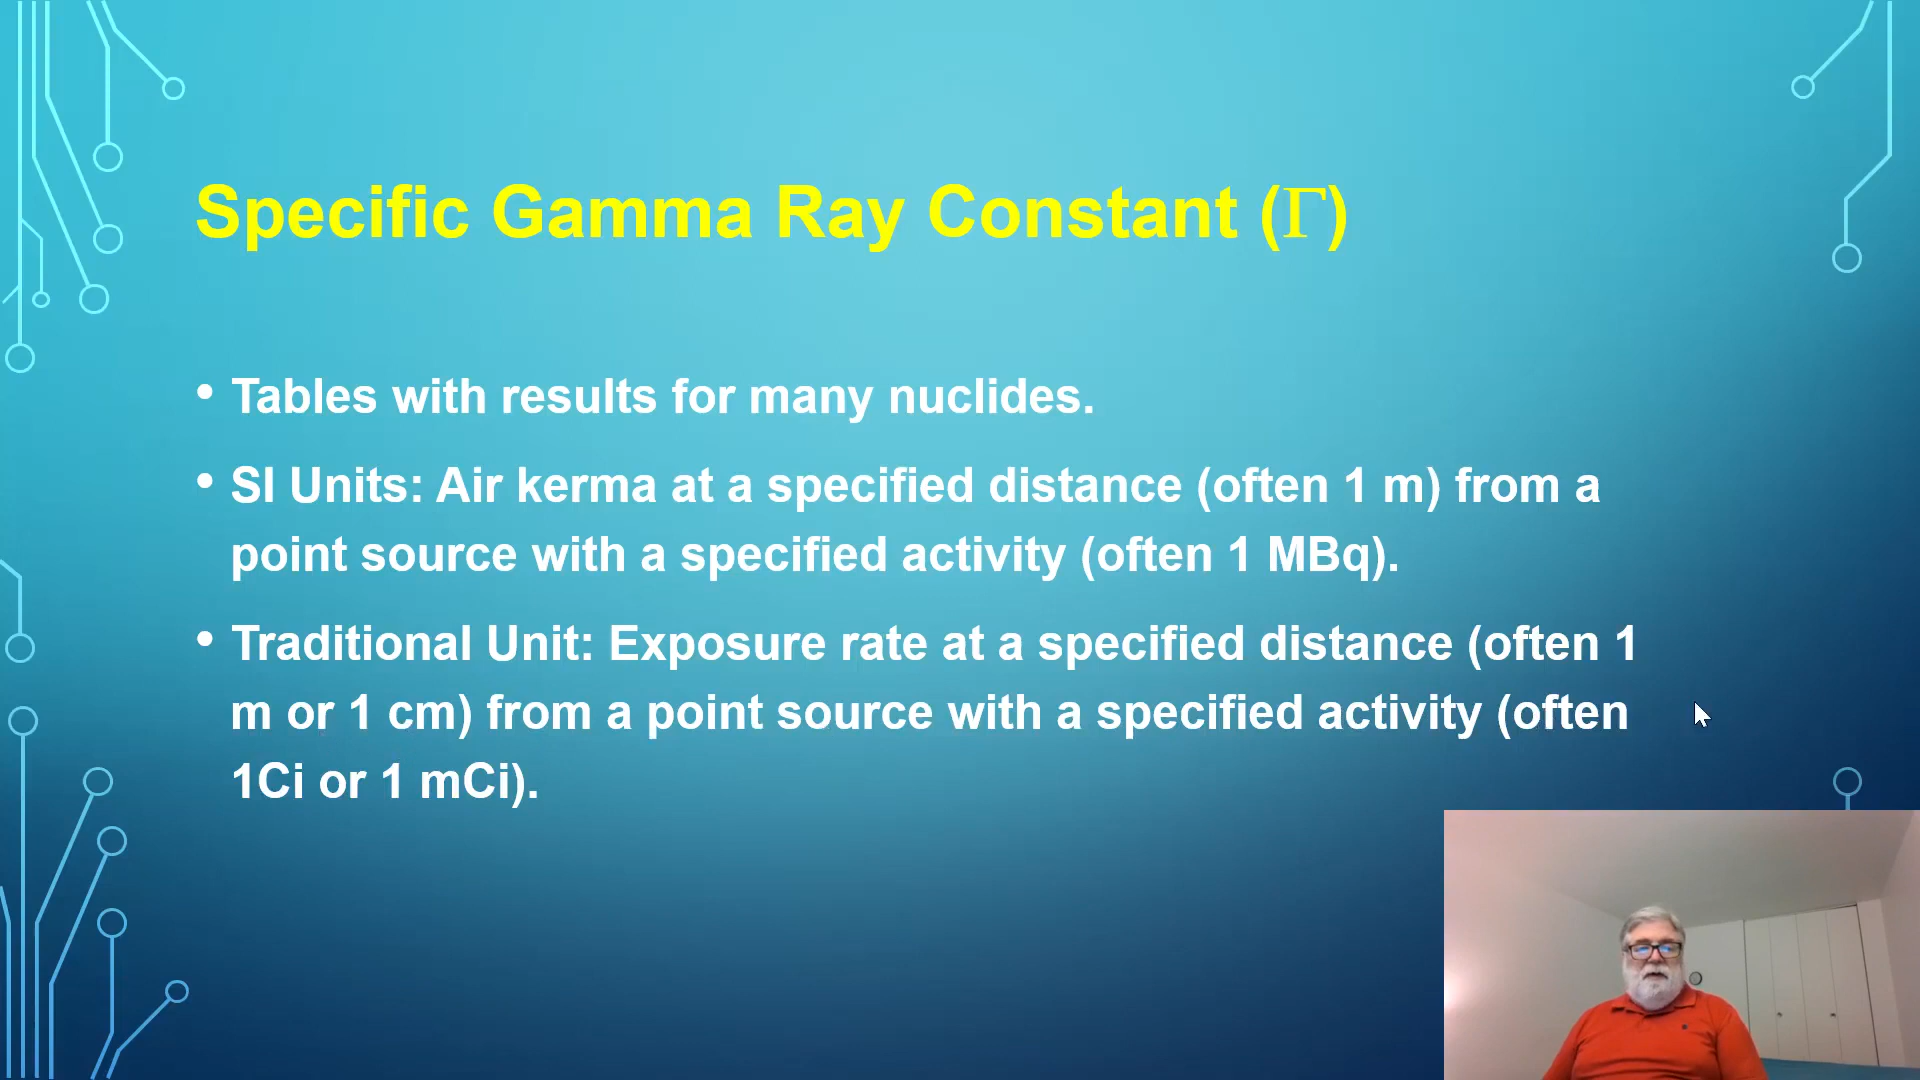 Specific Gamma Ray Constant (Γ)
• Tables with results for many nuclides.
• SI Units: Air kerma at a specified distance (often 1 m) from a
point source with a specified activity (often 1 MBq).
• Traditional Unit: Exposure rate at a specified distance (often 1
m or 1 cm) from a point source with a specified activity (often
1Ci or 1 mCi).